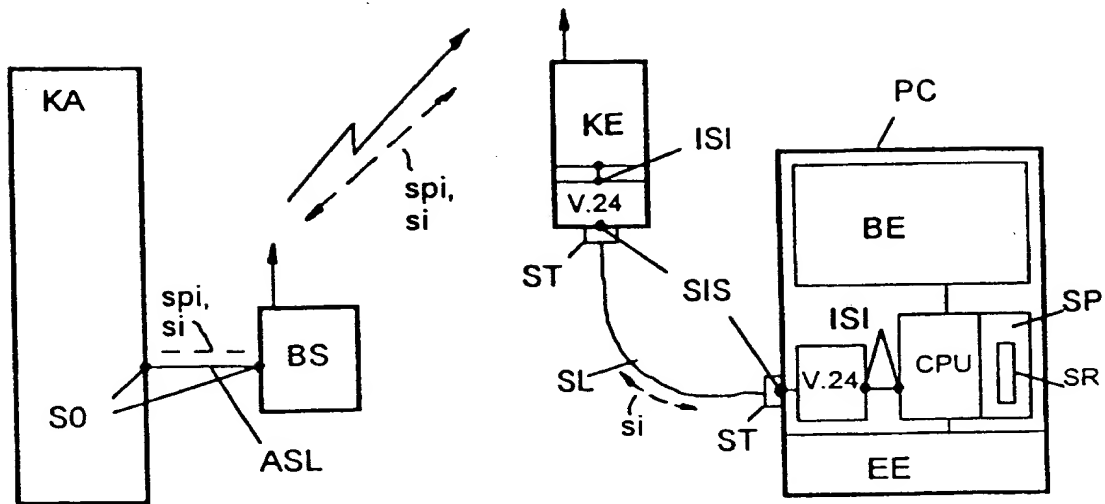 KA
spi,
si
BS
S0
ASL
spi,
si
KE
ISI
V.24
ST
SIS
SL
si
ST
PC
BE
ISI
V.24
CPU
SP
SR
EE